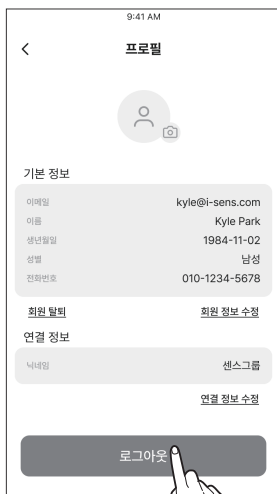 9:41 AM
프로필
기본 정보
이메일 kyle@i-sens.com
이름 Kyle Park
생년월일 1984-11-02
성별 남성
전화번호 010-1234-5678
회원 탈퇴 회원 정보 수정
연결 정보
닉네임 센스그룹
연결 정보 수정
로그아웃